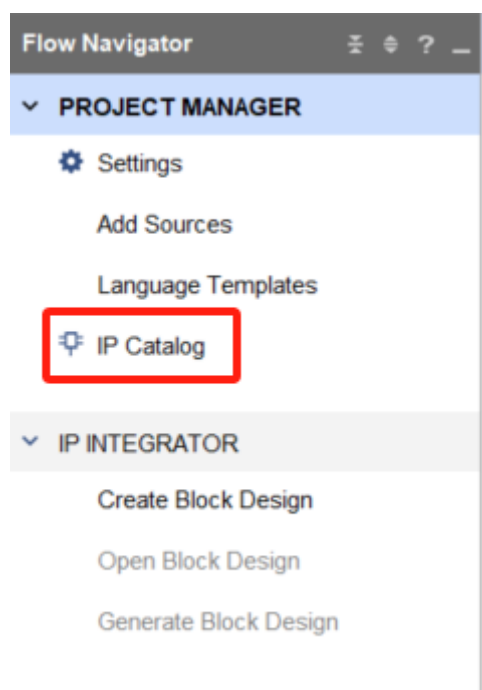 Flow Navigator ?
PROJECT MANAGER
Settings
Add Sources
Language Templates
IP Catalog
IP INTEGRATOR
Create Block Design
Open Block Design
Generate Block Design